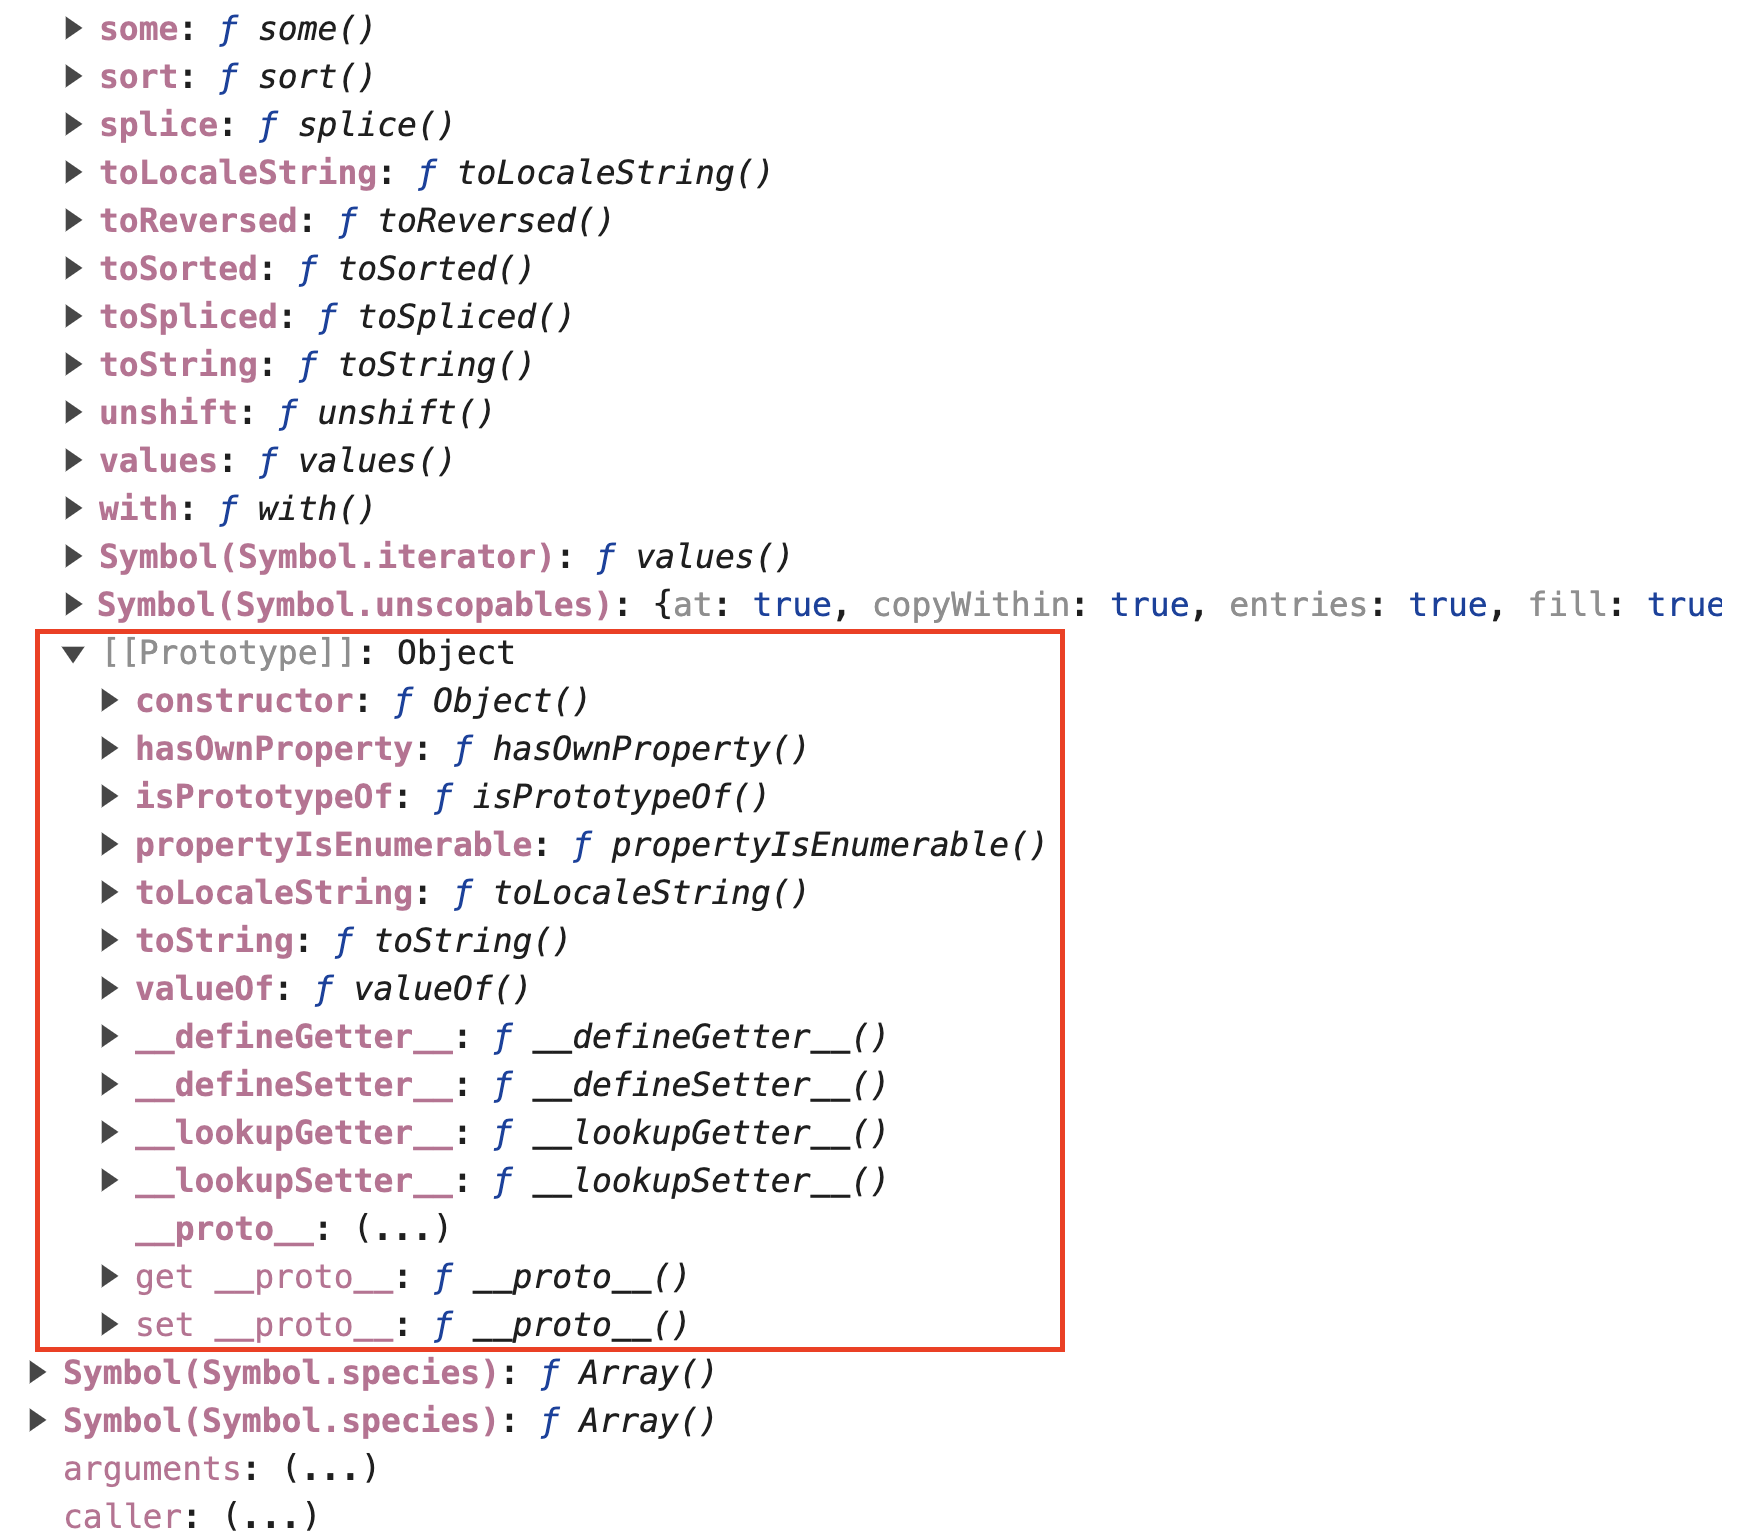 some: ƒ some()
sort: ƒ sort()
splice: ƒ splice()
toLocaleString: ƒ toLocaleString()
toReversed: ƒ toReversed()
toSorted: ƒ toSorted()
toSpliced: ƒ toSpliced()
toString: ƒ toString()
unshift: ƒ unshift()
values: ƒ values()
with: ƒ with()
Symbol(Symbol.iterator): ƒ values()
Symbol(Symbol.unscopables): {at: true, copyWithin: true, entries: true, fill: true
[[Prototype]]: Object
constructor: ƒ Object()
hasOwnProperty: ƒ hasOwnProperty()
isPrototypeOf: ƒ isPrototypeOf()
propertyIsEnumerable: ƒ propertyIsEnumerable()
toLocaleString: ƒ toLocaleString()
toString: ƒ toString()
valueOf: ƒ valueOf()
__defineGetter__: ƒ __defineGetter__()
__defineSetter__: ƒ __defineSetter__()
__lookupGetter__: ƒ __lookupGetter__()
__lookupSetter__: ƒ __lookupSetter__()
__proto__: (...)
get __proto__: ƒ __proto__()
set __proto__: ƒ __proto__()
Symbol(Symbol.species): ƒ Array()
Symbol(Symbol.species): ƒ Array()
arguments: (...)
caller: (...)